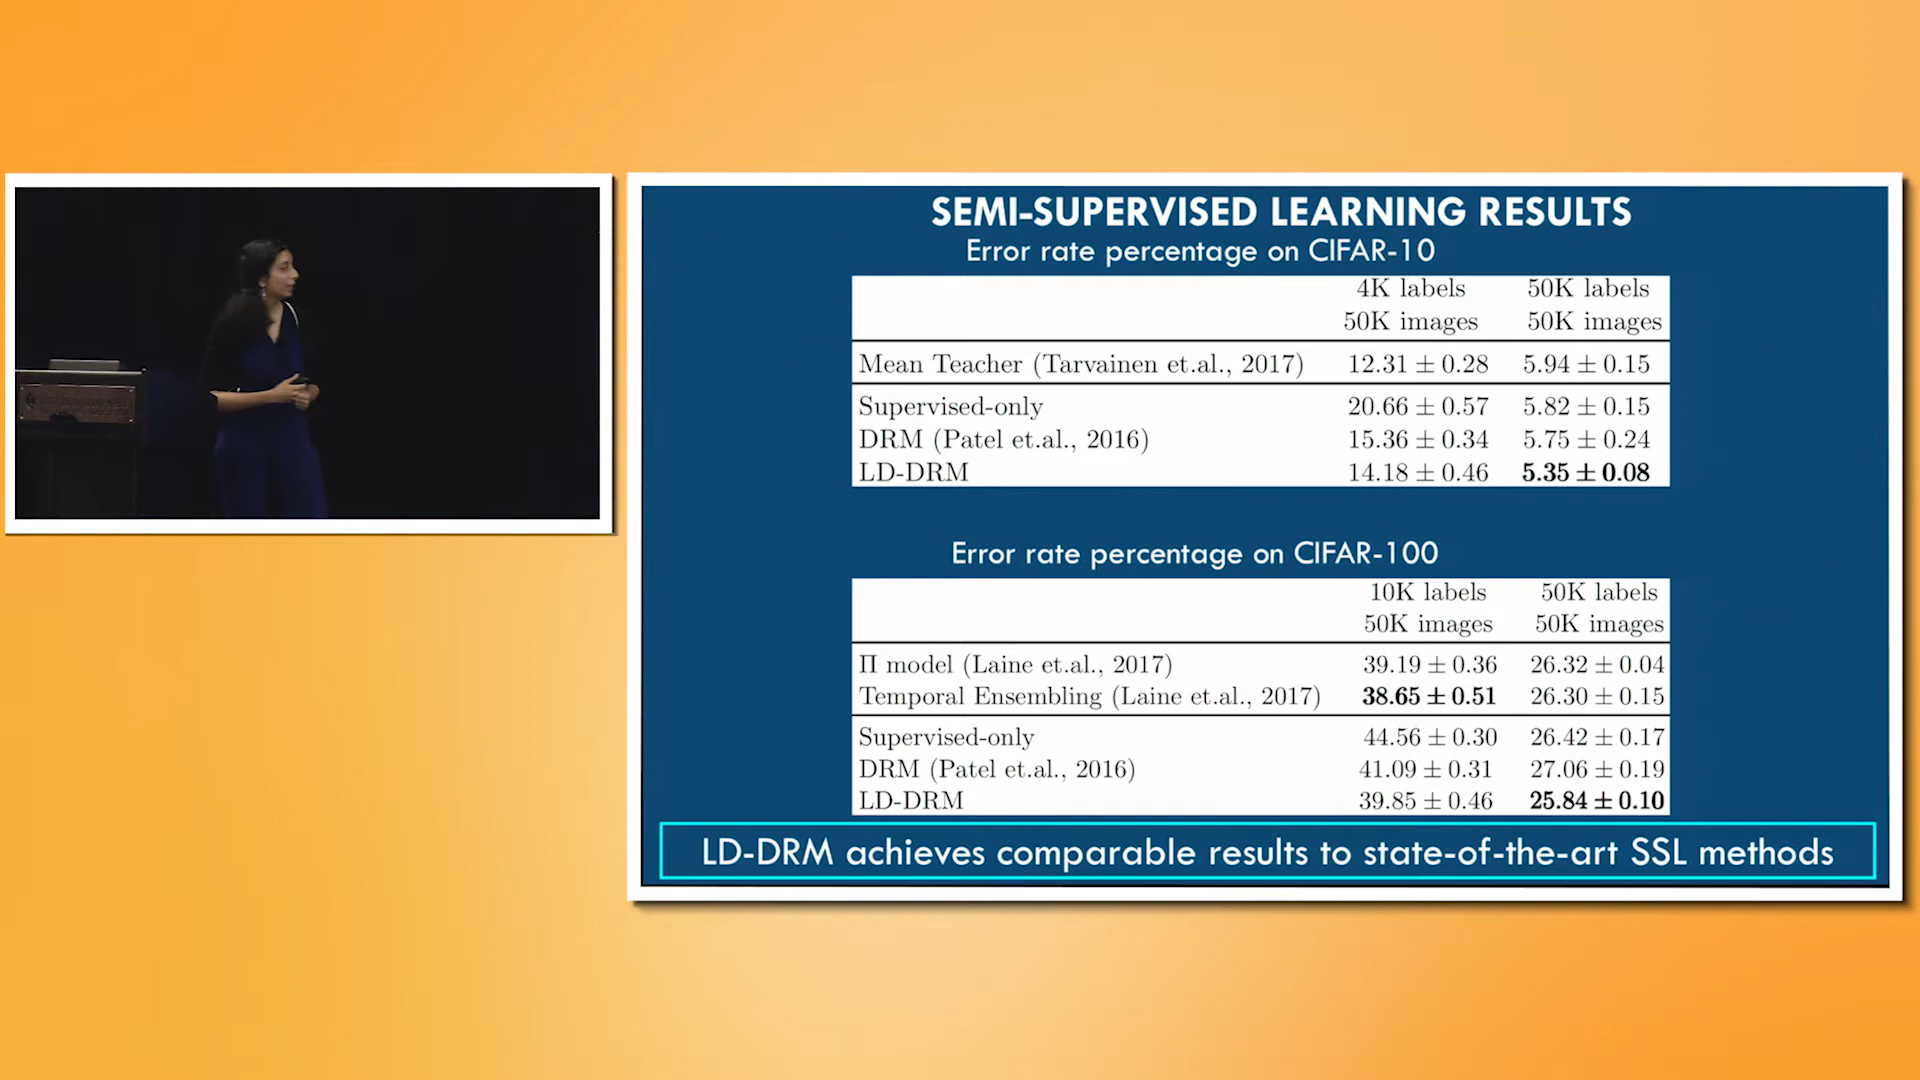 SEMI-SUPERVISED LEARNING RESULTS
Error rate percentage on CIFAR-10
4K labels 50K labels
50K images 50K images
Mean Teacher (Tarvainen et.al., 2017) 12.31 ± 0.28 5.94 ± 0.15
Supervised-only 20.66 ± 0.57 5.82 ± 0.15
DRM (Patel et.al., 2016) 15.36 ± 0.34 5.75 ± 0.24
LD-DRM 14.18 ± 0.46 5.35 ± 0.08
Error rate percentage on CIFAR-100
10K labels 50K labels
50K images 50K images
Π model (Laine et.al., 2017) 39.19 ± 0.36 26.32 ± 0.04
Temporal Ensembling (Laine et.al., 2017) 38.65 ± 0.51 26.30 ± 0.15
Supervised-only 44.56 ± 0.30 26.42 ± 0.17
DRM (Patel et.al., 2016) 41.09 ± 0.31 27.06 ± 0.19
LD-DRM 39.85 ± 0.46 25.84 ± 0.10
LD-DRM achieves comparable results to state-of-the-art SSL methods